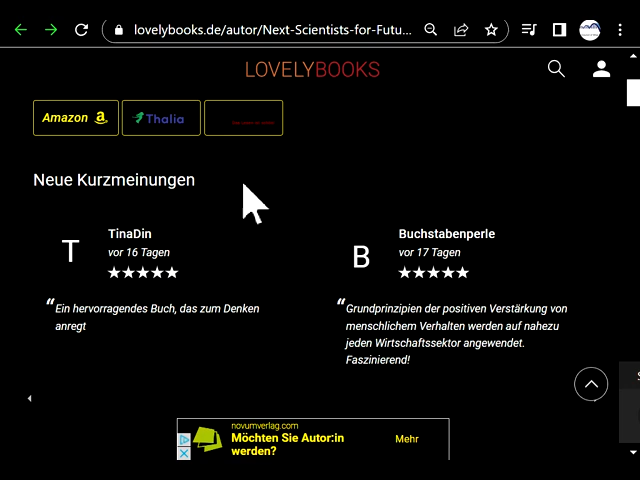 lovelybooks.de/autor/Next-Scientists-for-Futu...
LOVELYBOOKS
Amazon
Thalia
Neue Kurzmeinungen
T
TinaDin
vor 16 Tagen
“Ein hervorragendes Buch, das zum Denken
anregt
B
Buchstabenperle
vor 17 Tagen
“Grundprinzipien der positiven Verstärkung von
menschlichem Verhalten werden auf nahezu
jeden Wirtschaftssektor angewendet.
Faszinierend!
novumverlag.com
Möchten Sie Autor:in
werden?
Mehr